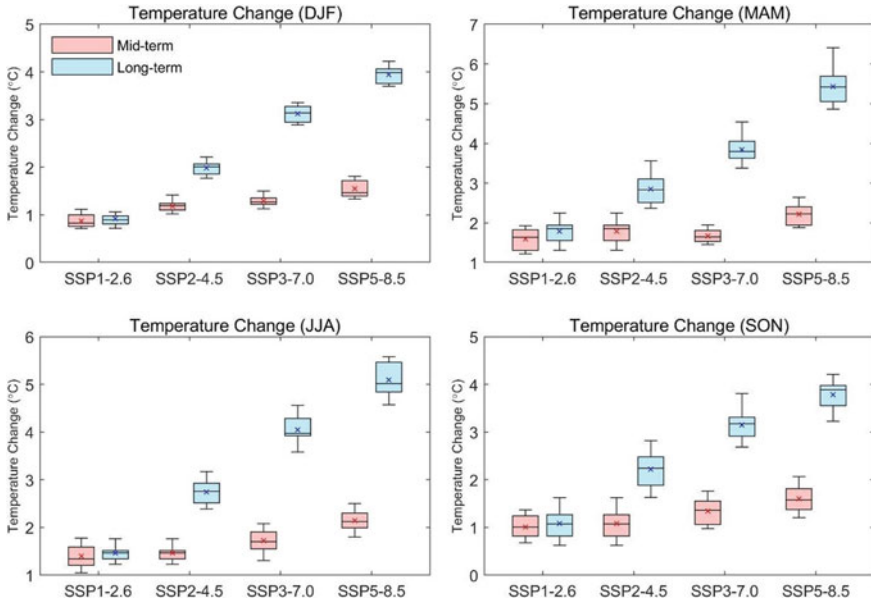 Temperature Change (DJF)
5
4
3
2
1
0
Temperature Change (°C)
Mid-term
Long-term
SSP1-2.6 SSP2-4.5 SSP3-7.0 SSP5-8.5
Temperature Change (MAM)
7
6
5
4
3
2
1
Temperature Change (°C)
SSP1-2.6 SSP2-4.5 SSP3-7.0 SSP5-8.5
Temperature Change (JJA)
6
5
4
3
2
1
Temperature Change (°C)
SSP1-2.6 SSP2-4.5 SSP3-7.0 SSP5-8.5
Temperature Change (SON)
5
4
3
2
1
0
Temperature Change (°C)
SSP1-2.6 SSP2-4.5 SSP3-7.0 SSP5-8.5